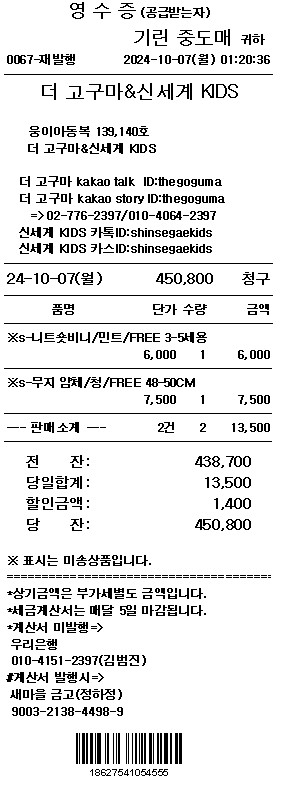 영 수 증 (공급받는자)
기린 중도매 귀하
0067-재발행 2024-10-07(월) 01:20:36
더 고구마&신세계 KIDS
웅이아동복 139,140호
더 고구마&신세계 KIDS
더 고구마 kakao talk ID:thegoguma
더 고구마 kakao story ID:thegoguma
=>02-776-2397/010-4064-2397
신세계 KIDS 카톡ID:shinsegaekids
신세계 KIDS 카스ID:shinsegaekids
24-10-07(월) 450,800 청구
품명 단가 수량 금액
※s-니트숏비니/민트/FREE 3-5세용
6,000 1 6,000
※s-무지 얌체/청/FREE 48-50CM
7,500 1 7,500
--- 판매소계 --- 2건 2 13,500
전 잔: 438,700
당일합계: 13,500
할인금액: 1,400
당 잔: 450,800
※ 표시는 미송상품입니다.
==========================================
*상기금액은 부가세별도 금액입니다.
*세금계산서는 매달 5일 마감됩니다.
*계산서 미발행=>
우리은행
010-4151-2397(김범진)
#계산서 발행시=>
새마을 금고(정하정)
9003-2138-4498-9
18627541054555